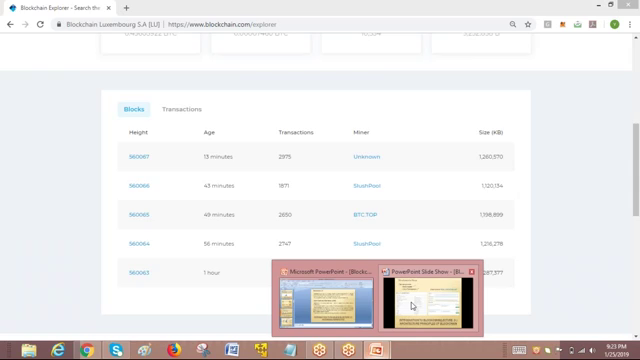 Blockchain Explorer - Search the
Blockchain Luxembourg S.A [LU] https://www.blockchain.com/explorer
Blocks Transactions
Height Age Transactions Miner Size (KB)
560067 13 minutes 2975 Unknown 1,260,570
560066 43 minutes 1871 SlushPool 1,120,134
560065 49 minutes 2650 BTC.TOP 1,198,899
560064 56 minutes 2747 SlushPool 1,216,278
560063 1 hour 287,377
Microsoft PowerPoint - [Blockc... PowerPoint Slide Show - [Bl...
9:23 PM
1/25/2019